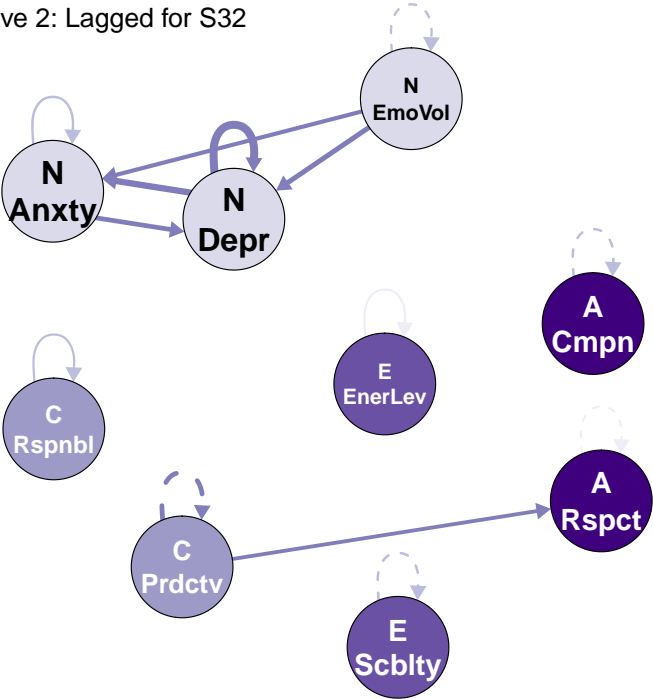 ve 2: Lagged for S32
N
EmoVol
N
Anxty
N
Depr
A
Cmpn
E
EnerLev
C
Rspnbl
A
Rspct
C
Prdctv
E
Scblty